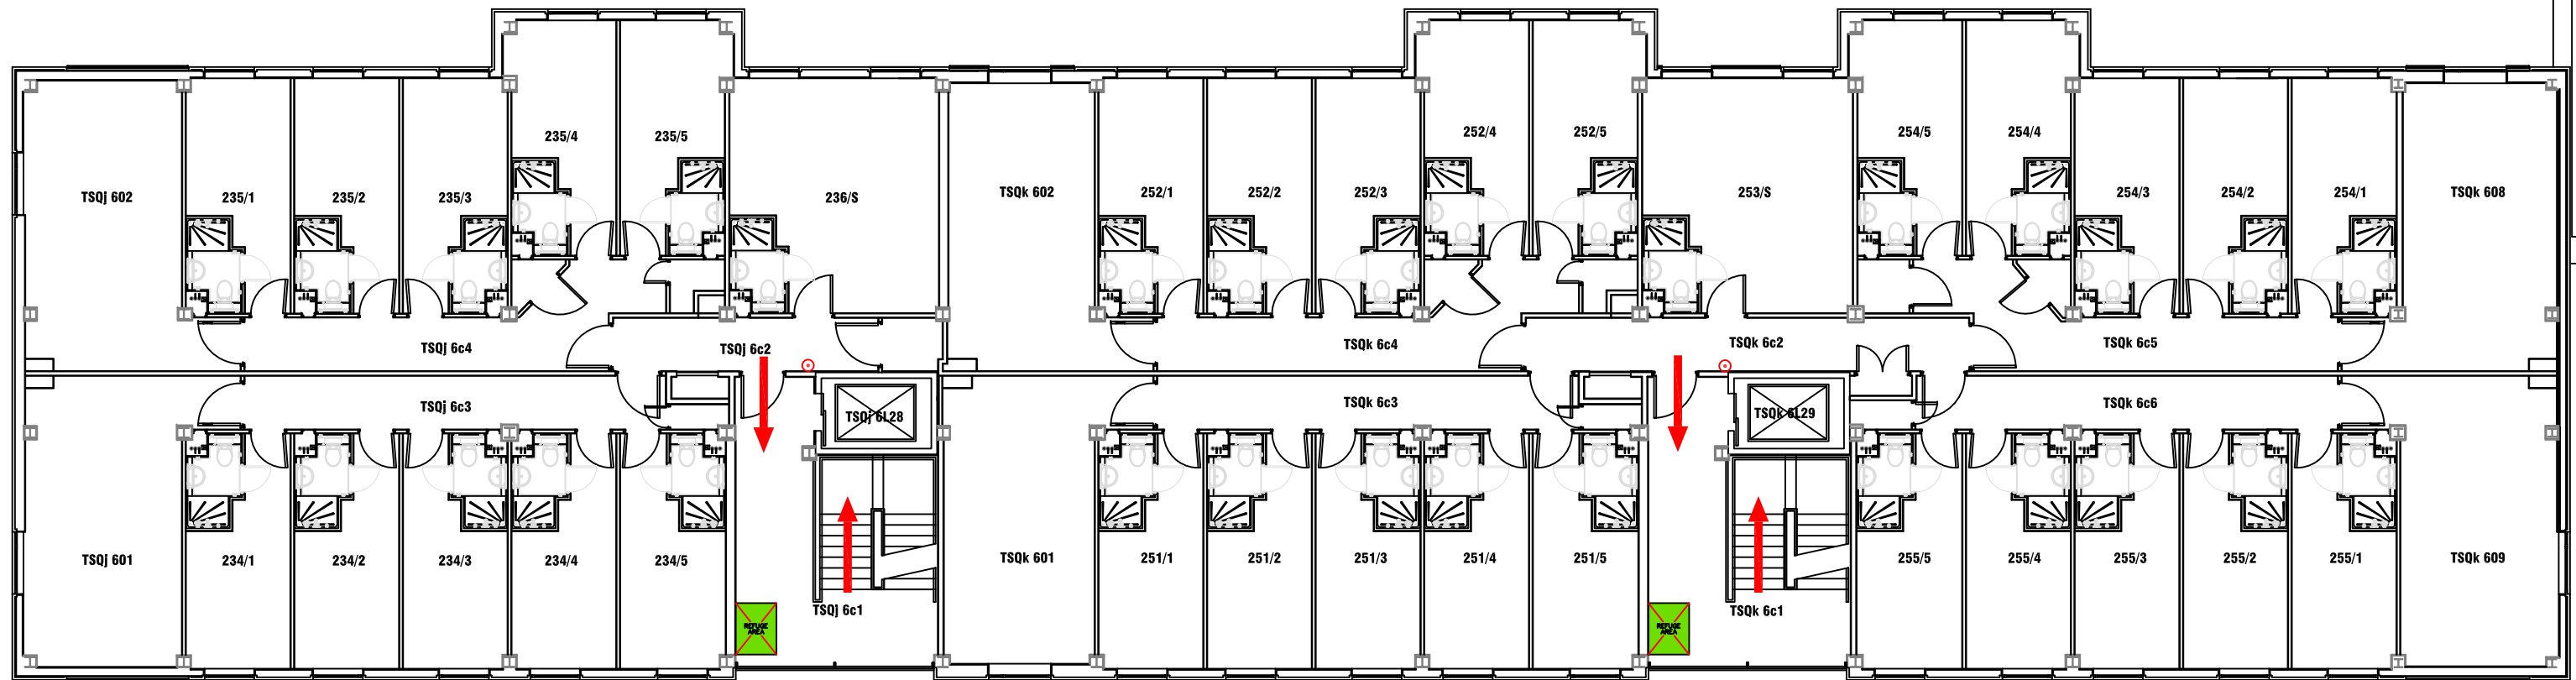 235/4
235/5
252/4
252/5
254/5
254/4
TSQj 602
235/1
235/2
235/3
236/S
TSQk 602
252/1
252/2
252/3
253/S
254/3
254/2
254/1
TSQk 608
TSQj 6c4
TSQj 6c2
TSQk 6c4
TSQk 6c2
TSQk 6c5
TSQj 6c3
TSQj 6L28
TSQk 6c3
TSQk 6L29
TSQk 6c6
TSQj 601
234/1
234/2
234/3
234/4
234/5
TSQk 601
251/1
251/2
251/3
251/4
251/5
255/5
255/4
255/3
255/2
255/1
TSQk 609
TSQj 6c1
TSQk 6c1
REFUGE
AREA
REFUGE
AREA